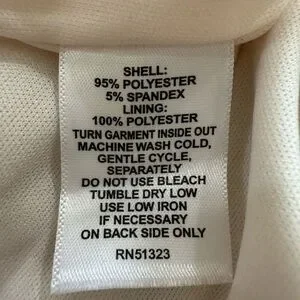 SHELL:
95% POLYESTER
5% SPANDEX
LINING:
100% POLYESTER
TURN GARMENT INSIDE OUT
MACHINE WASH COLD,
GENTLE CYCLE,
SEPARATELY
DO NOT USE BLEACH
TUMBLE DRY LOW
USE LOW IRON
IF NECESSARY
ON BACK SIDE ONLY
RN51323